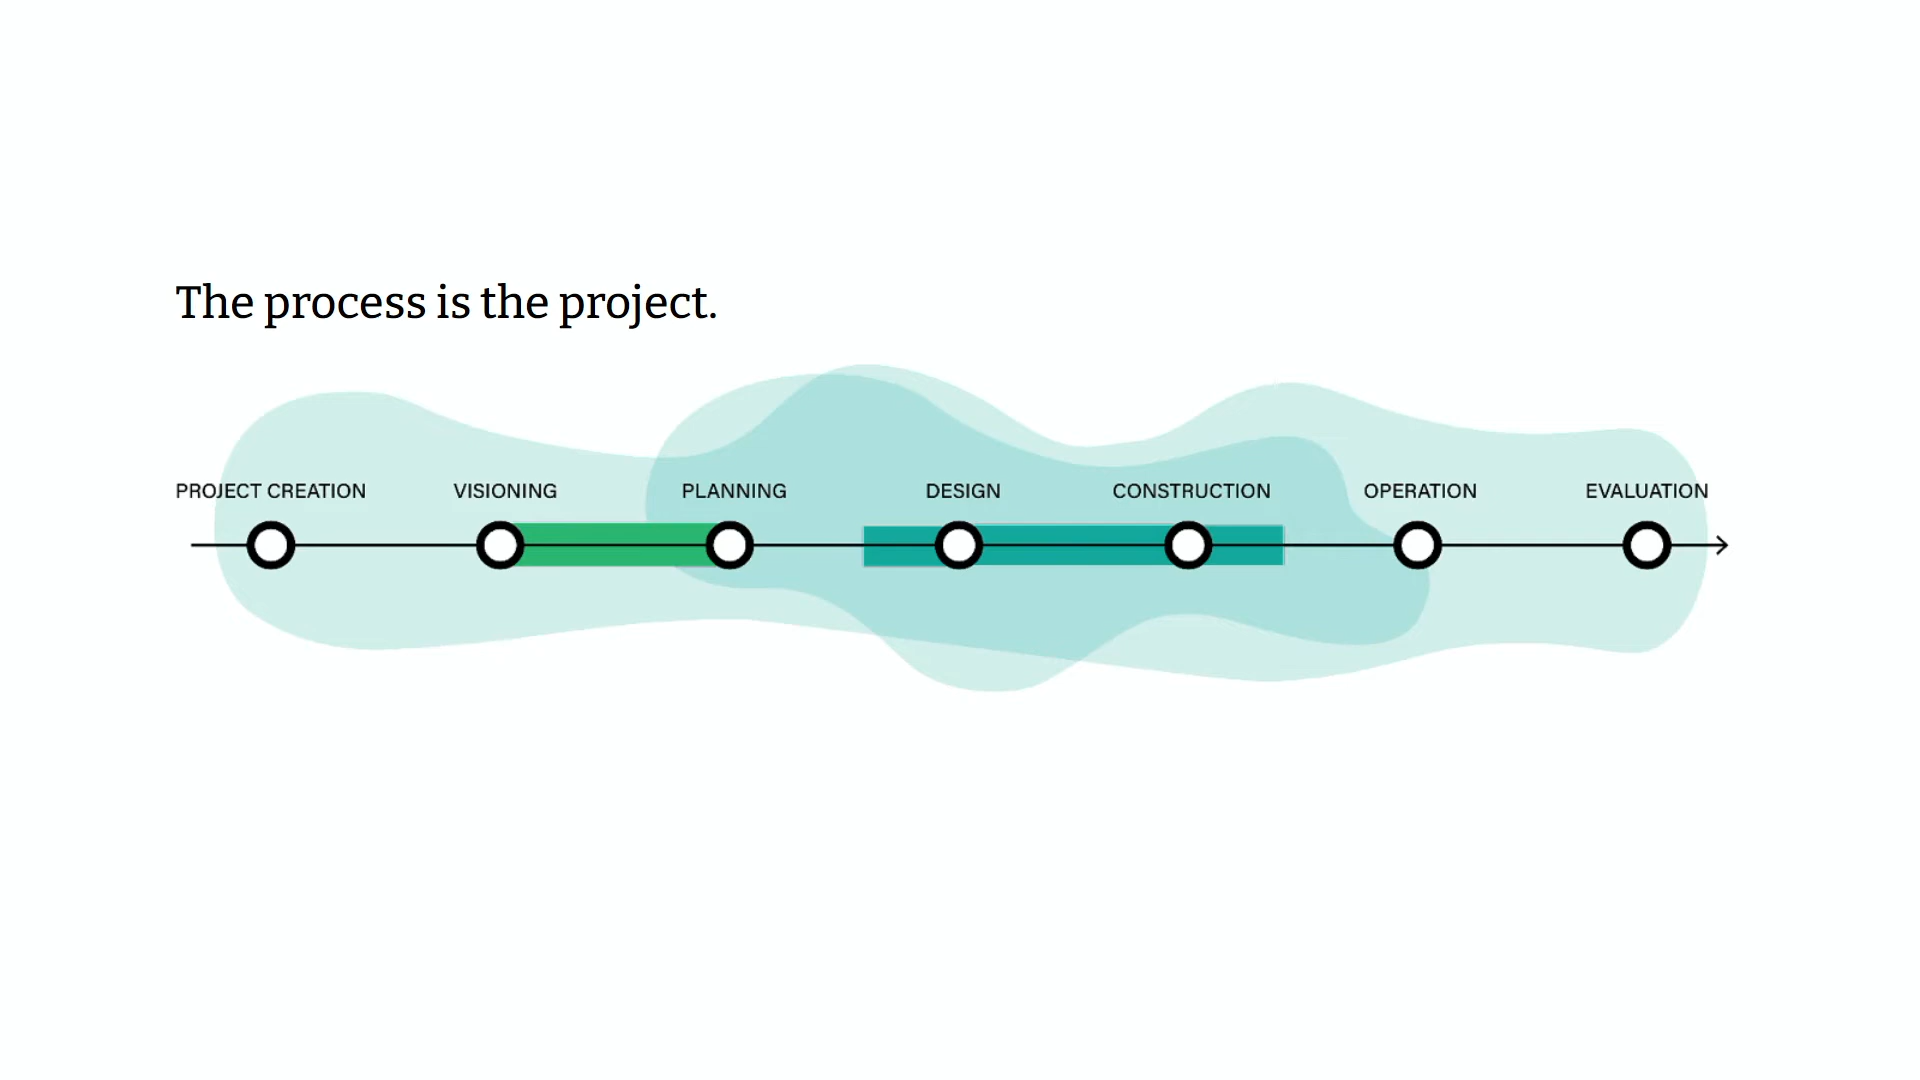 The process is the project.
PROJECT CREATION
VISIONING
PLANNING
DESIGN
CONSTRUCTION
OPERATION
EVALUATION